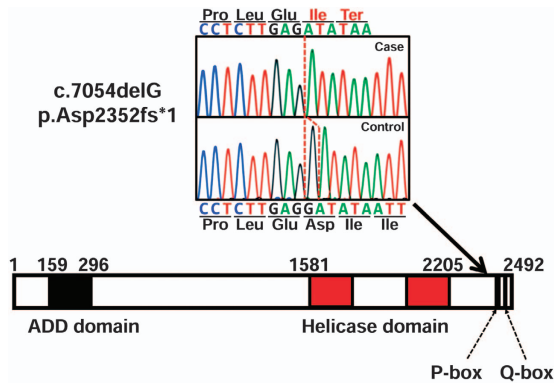 Pro Leu Glu Ile Ter
CCTCTTGAGATATAA
Case
c.7054delG
p.Asp2352fs*1
Control
CCTCTTGAGGATATAATT
Pro Leu Glu Asp Ile Ile
1 159 296 1581 2205 2492
ADD domain Helicase domain
P-box Q-box